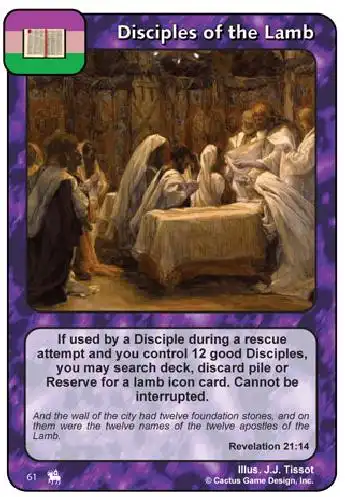 Disciples of the Lamb
If used by a Disciple during a rescue
attempt and you control 12 good Disciples,
you may search deck, discard pile or
Reserve for a lamb icon card. Cannot be
interrupted.
And the wall of the city had twelve foundation stones, and on
them were the twelve names of the twelve apostles of the
Lamb.
Revelation 21:14
61
Illus. J.J. Tissot
© Cactus Game Design, Inc.